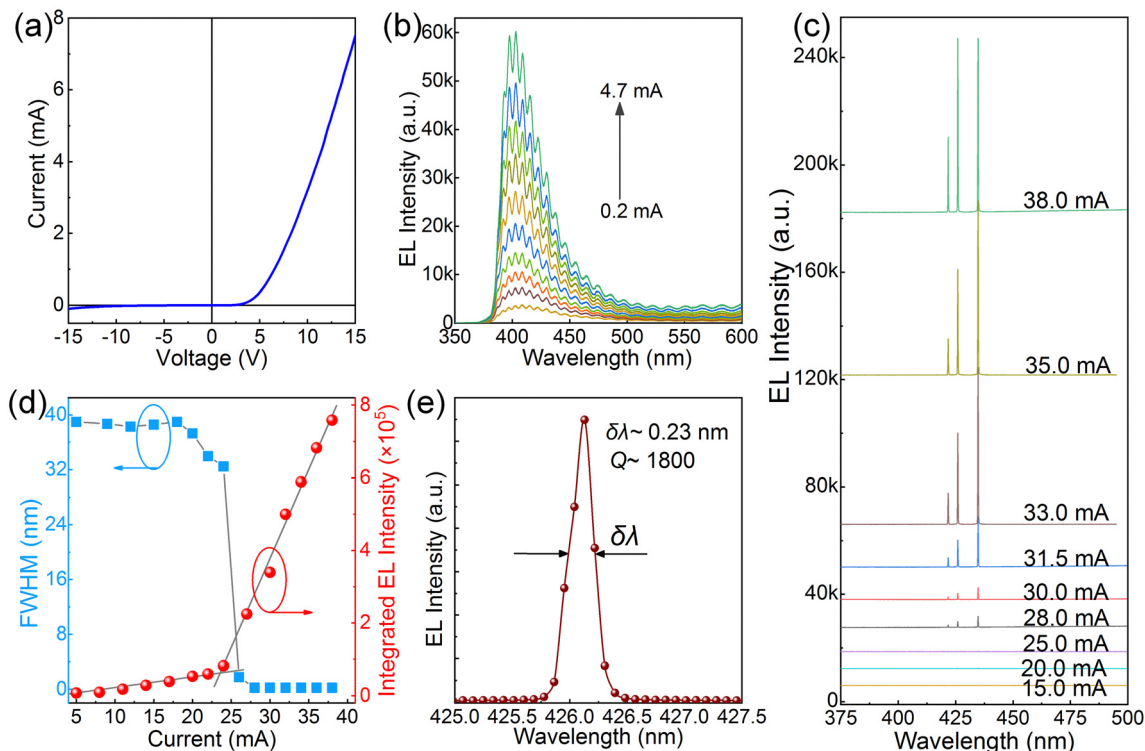 (a)
8
6
4
2
0
Current (mA)
-15 -10 -5 0 5 10 15
Voltage (V)
(b)
60k
50k
40k
30k
20k
10k
0
EL Intensity (a.u.)
4.7 mA
0.2 mA
350 400 450 500 550 600
Wavelength (nm)
(c)
240k
200k
160k
120k
80k
40k
0
EL Intensity (a.u.)
38.0 mA
35.0 mA
33.0 mA
31.5 mA
30.0 mA
28.0 mA
25.0 mA
20.0 mA
15.0 mA
375 400 425 450 475 500
Wavelength (nm)
(d)
40
32
24
16
8
0
FWHM (nm)
8
7
6
5
4
3
2
1
0
Integrated EL Intensity (×10⁵)
5 10 15 20 25 30 35 40
Current (mA)
(e)
EL Intensity (a.u.)
δλ~ 0.23 nm
Q~ 1800
δλ
425.0 425.5 426.0 426.5 427.0 427.5
Wavelength (nm)